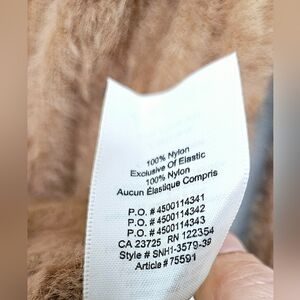 100% Nylon
Exclusive Of Elastic
100% Nylon
Aucun Élastique Compris
P.O. # 4500114341
P.O. # 4500114342
P.O. # 4500114343
CA 23725 RN 122354
Style # SNH1-3579-39
Article # 75591